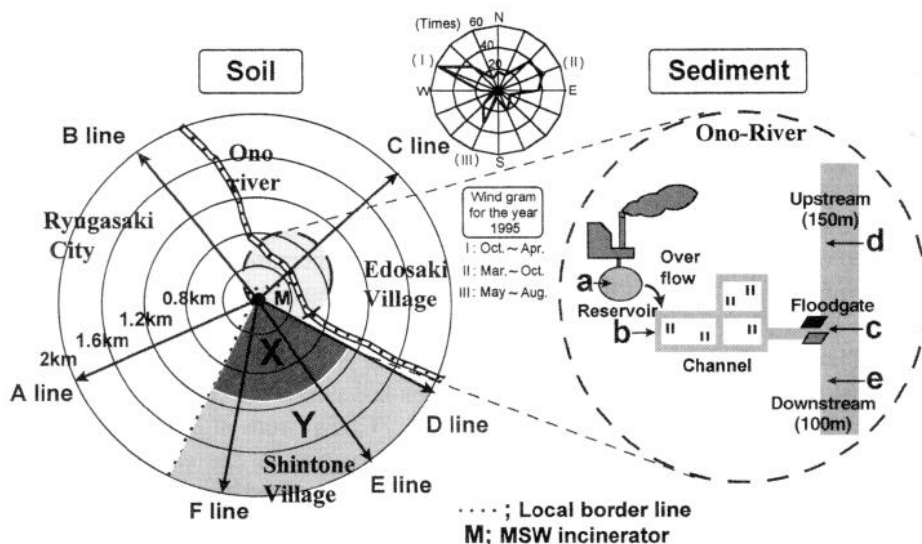 (Times) 60 N
40
20
( I )
(II)
W
E
(III)
S
Soil
Sediment
B line
C line
Ono
river
Ryugasaki
City
Edosaki
Village
Wind gram
for the year
1995
I : Oct. ~ Apr.
II : Mar. ~ Oct.
III : May ~ Aug.
0.8km
M
1.2km
1.6km
2km
X
Y
A line
D line
Shintone
Village
E line
F line
Ono-River
Upstream
(150m)
d
Over
flow
a
Reservoir
Floodgate
b
c
Channel
e
Downstream
(100m)
. . . . ; Local border line
M; MSW incinerator